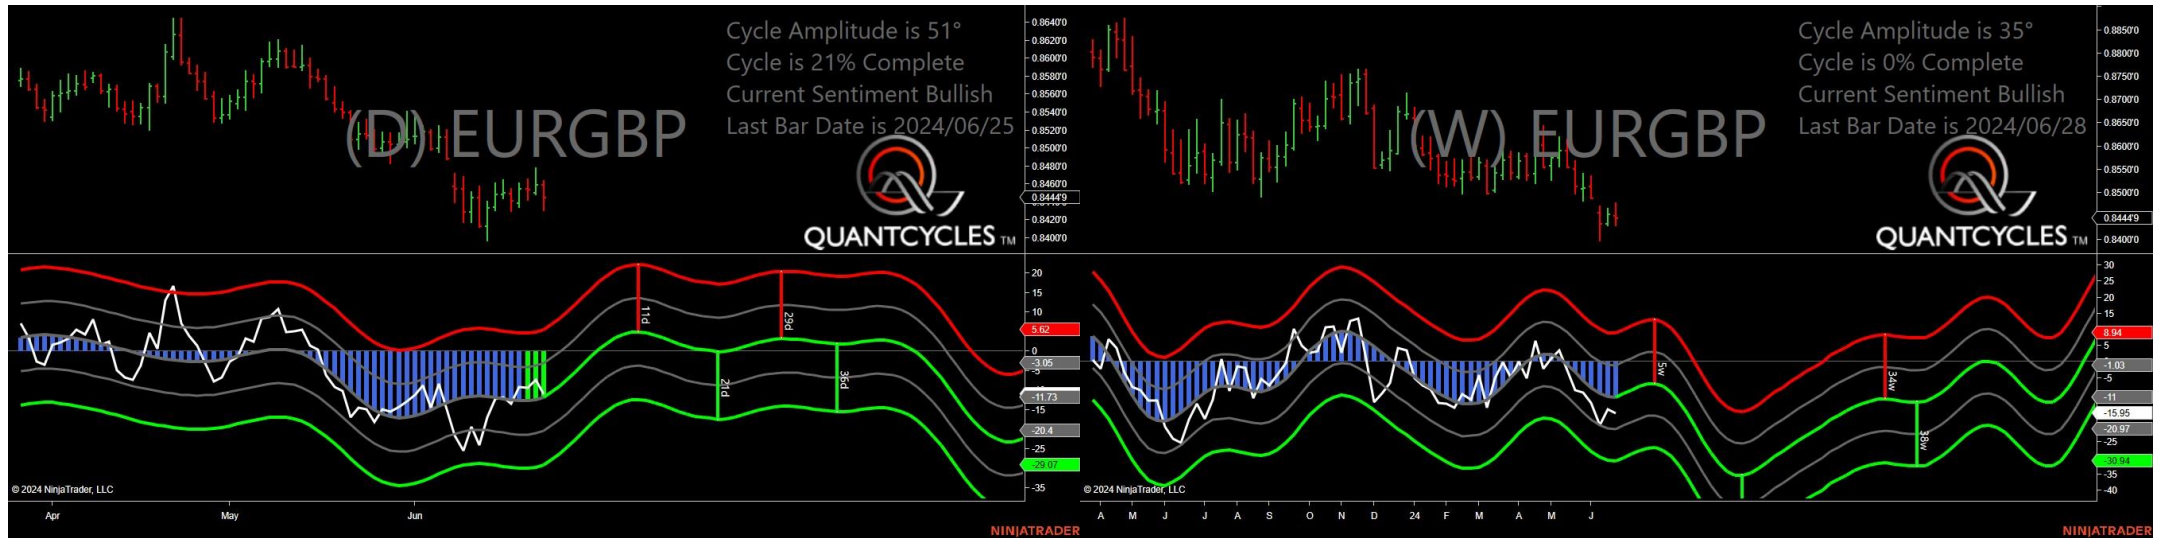 Cycle Amplitude is 51°
Cycle is 21% Complete
Current Sentiment Bullish
Last Bar Date is 2024/06/25
(D) EURGBP
QUANTCYCLES TM
0.8640'0
0.8620'0
0.8600'0
0.8580'0
0.8560'0
0.8540'0
0.8520'0
0.8500'0
0.8480'0
0.8460'0
0.8444'9
0.8420'0
0.8400'0
20
15
10
5.62
0
-3.05
-5
-11.73
-15
-20.4
-25
-29.07
-35
11d
29d
21d
36d
© 2024 NinjaTrader, LLC
Apr
May
Jun
NINJATRADER
Cycle Amplitude is 35°
Cycle is 0% Complete
Current Sentiment Bullish
Last Bar Date is 2024/06/28
(W) EURGBP
QUANTCYCLES TM
0.8850'0
0.8800'0
0.8750'0
0.8700'0
0.8650'0
0.8600'0
0.8550'0
0.8500'0
0.8444'9
0.8400'0
30
25
20
15
8.94
5
-1.03
-5
-11
-15.95
-20.97
-25
-30.94
-35
-40
5w
34w
38w
© 2024 NinjaTrader, LLC
A M J J A S O N D 24 F M A M J
NINJATRADER